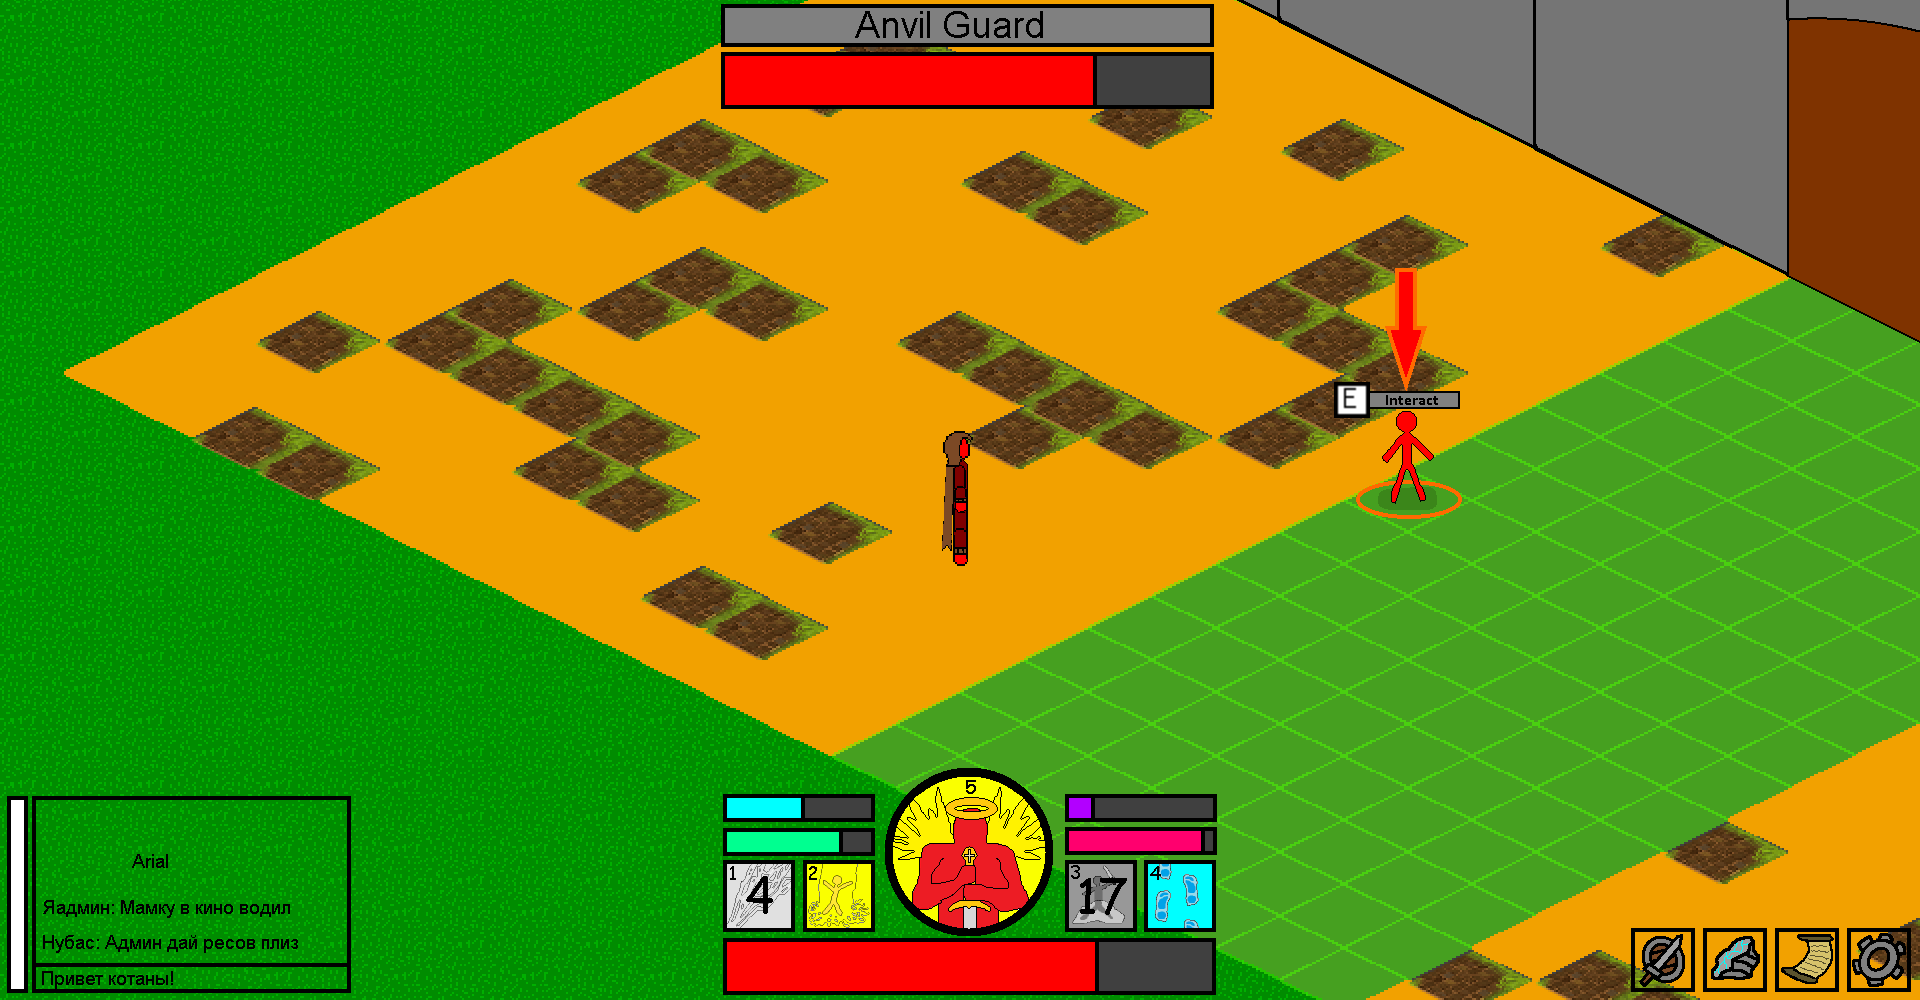 Anvil Guard
E Interact
Arial
Яадмин: Мамку в кино водил
Нубас: Админ дай ресов плиз
Привет котаны!
5
1
4
2
3
17
4